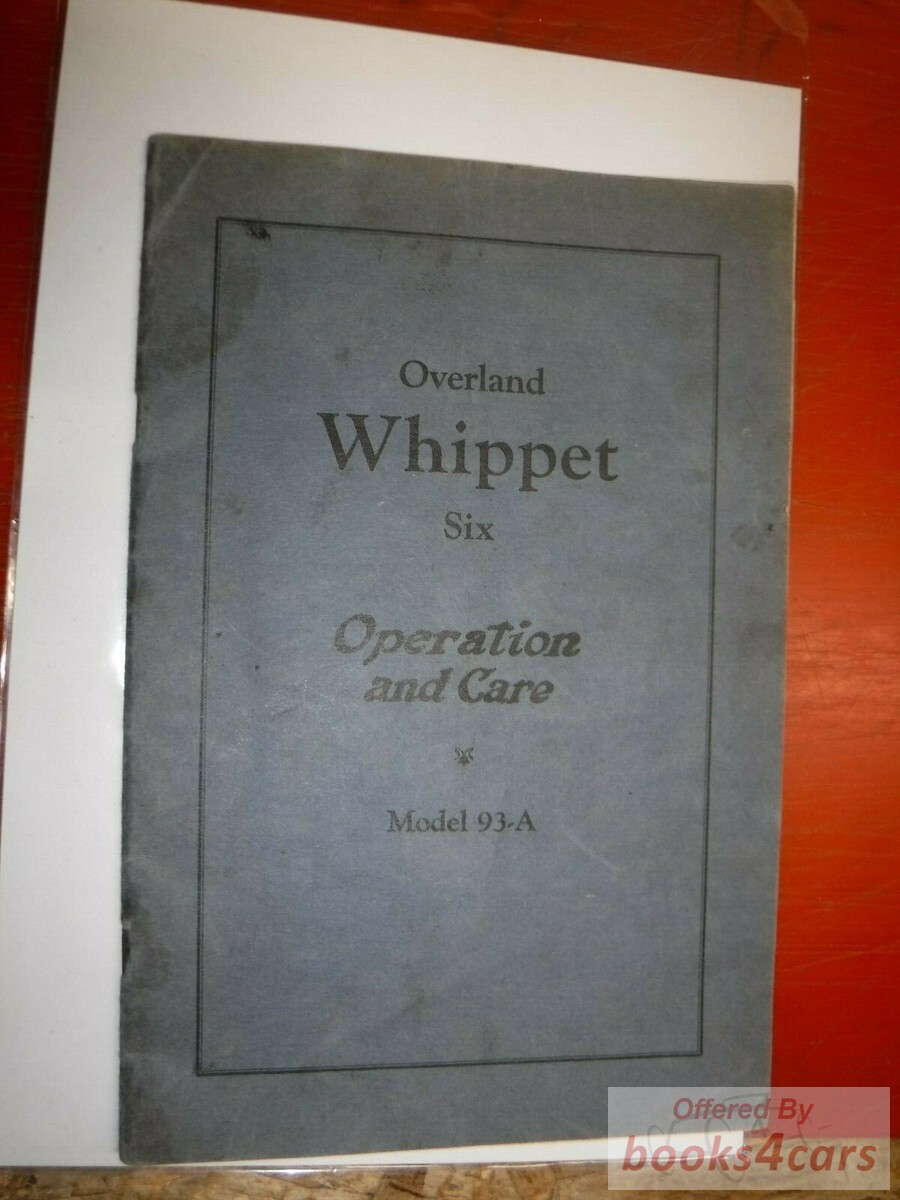 Overland
Whippet
Six
Operation
and Care
Model 93-A
Offered By
books4cars